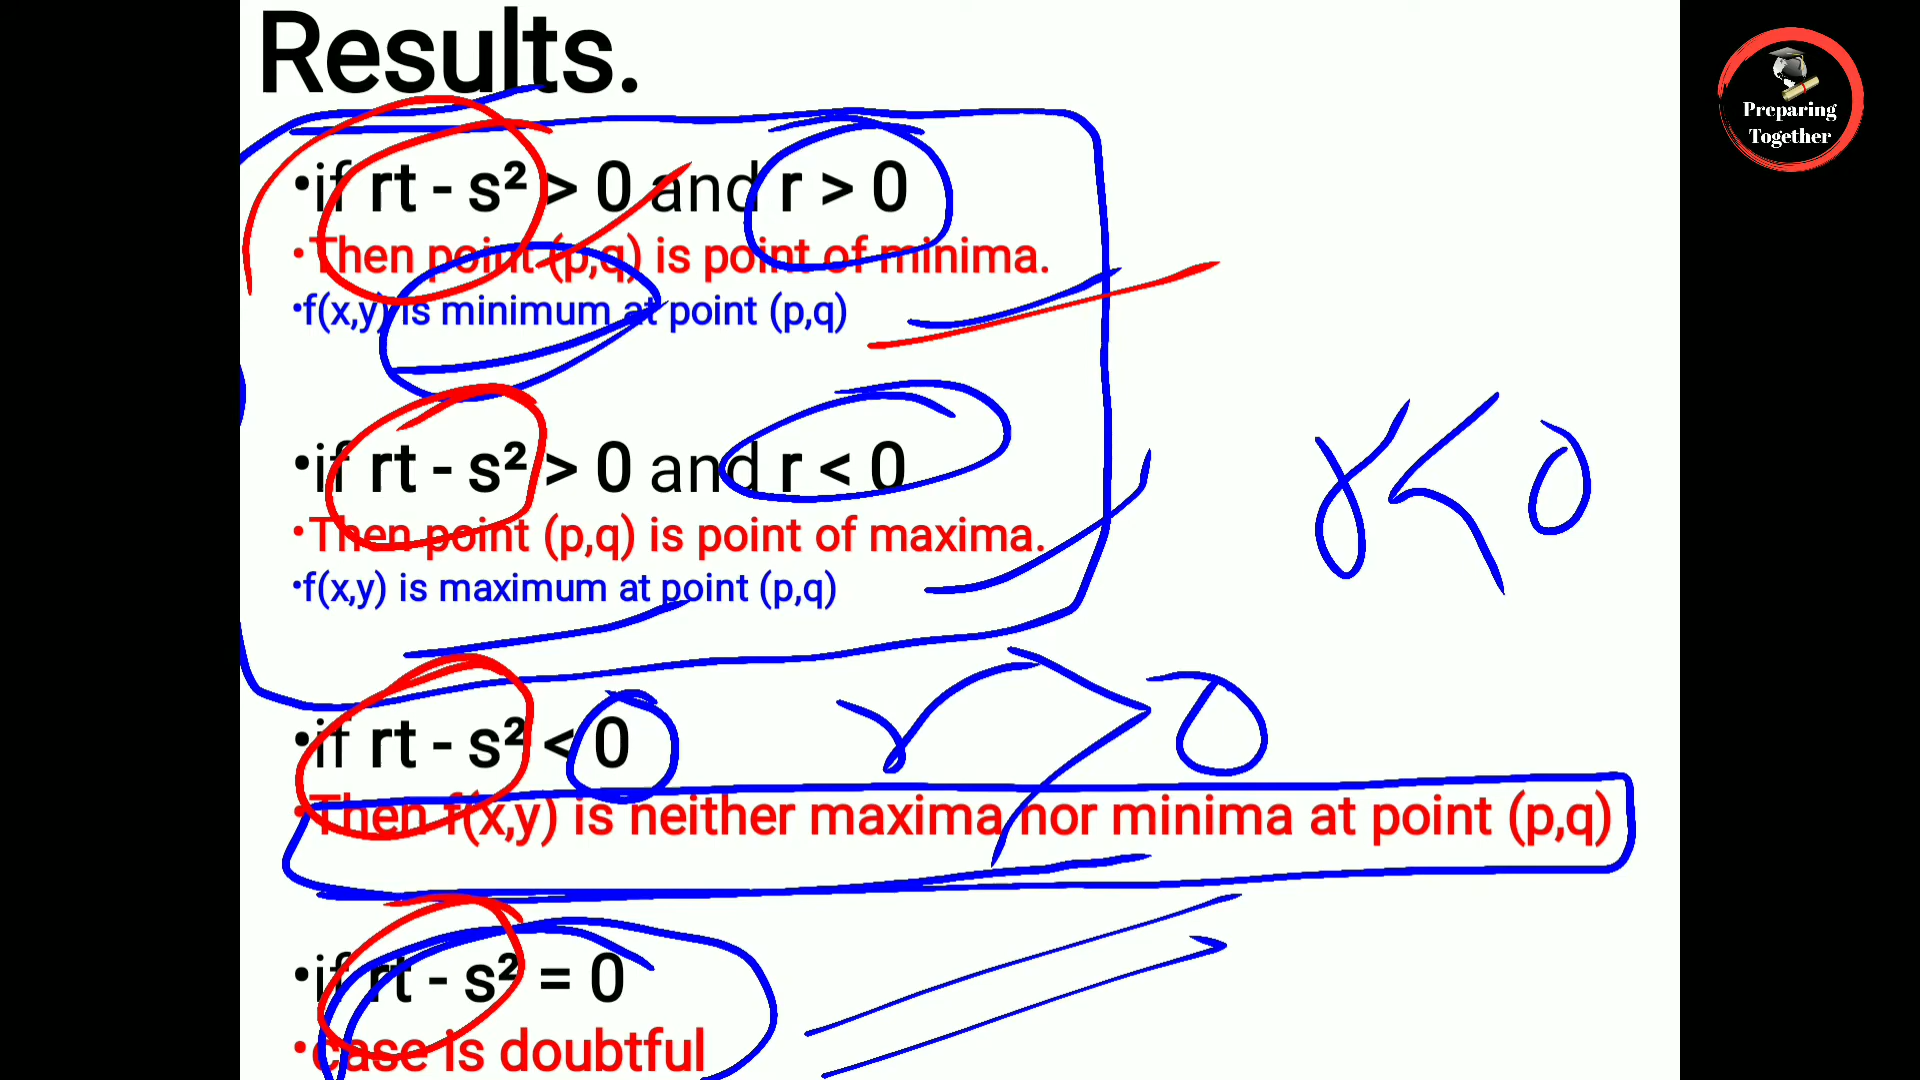 Results.
•if rt - s² > 0 and r > 0
•Then point (p,q) is point of minima.
•f(x,y) is minimum at point (p,q)
•if rt - s² > 0 and r < 0
•Then point (p,q) is point of maxima.
•f(x,y) is maximum at point (p,q)
r < 0
•if rt - s² < 0
r > 0
•Then f(x,y) is neither maxima nor minima at point (p,q)
•if rt - s² = 0
•case is doubtful
Preparing
Together